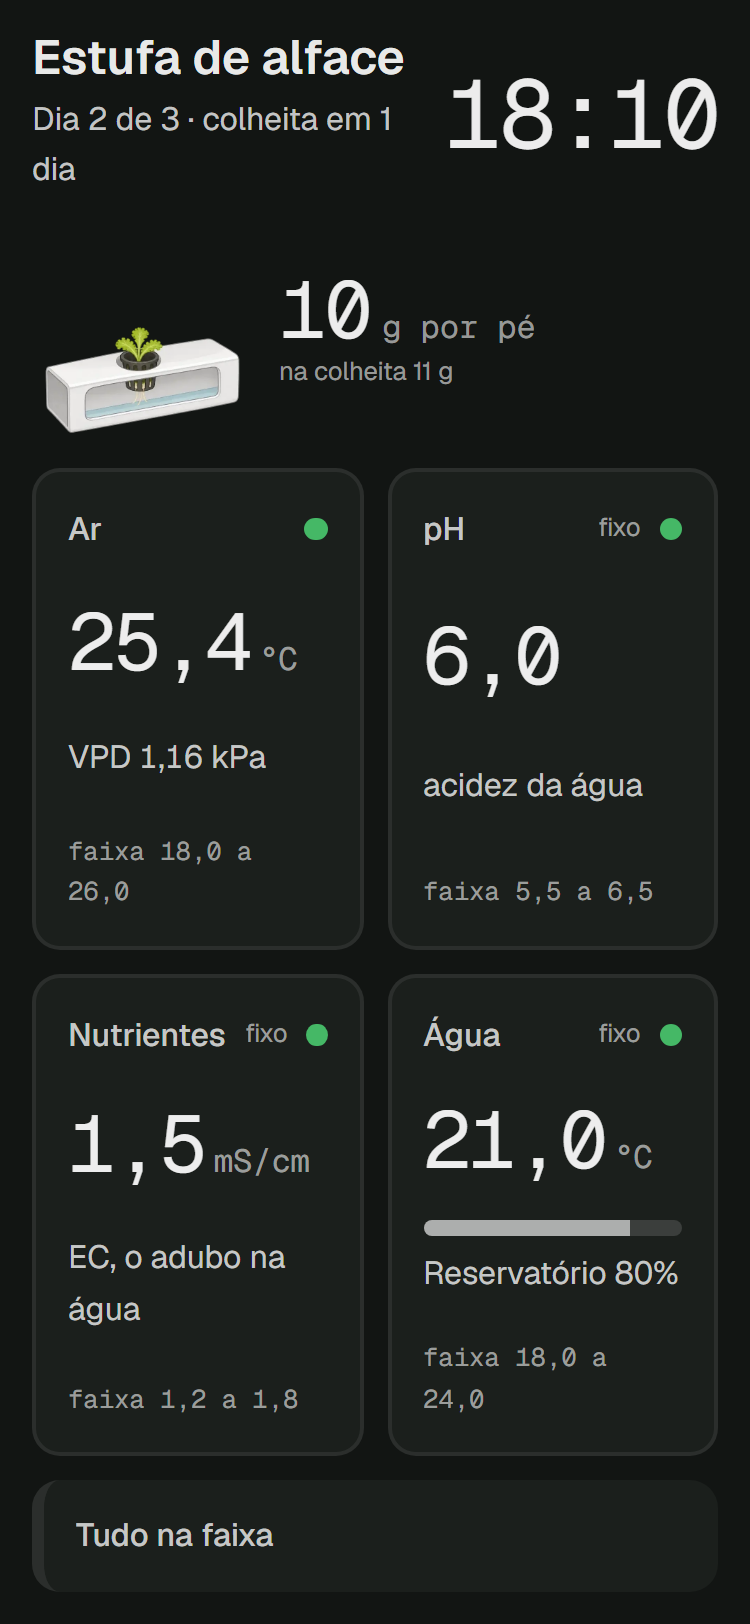 Estufa de alface
Dia 2 de 3 · colheita em 1
dia
18:10
10 g por pé
na colheita 11 g
Ar
25,4 °C
VPD 1,16 kPa
faixa 18,0 a
26,0
pH fixo
6,0
acidez da água
faixa 5,5 a 6,5
Nutrientes fixo
1,5 mS/cm
EC, o adubo na
água
faixa 1,2 a 1,8
Água fixo
21,0 °C
Reservatório 80%
faixa 18,0 a
24,0
Tudo na faixa